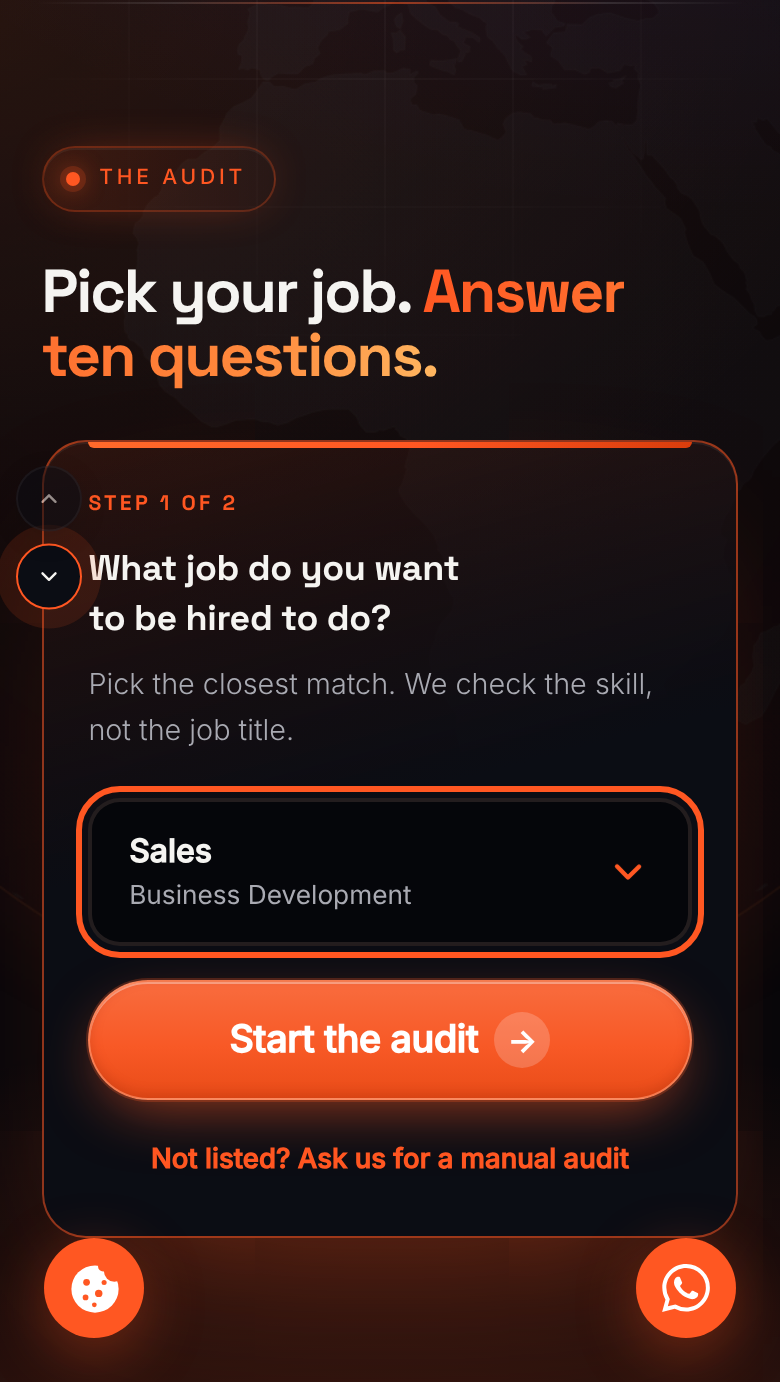 THE AUDIT
Pick your job. Answer
ten questions.
STEP 1 OF 2
What job do you want
to be hired to do?
Pick the closest match. We check the skill,
not the job title.
Sales
Business Development
Start the audit
Not listed? Ask us for a manual audit